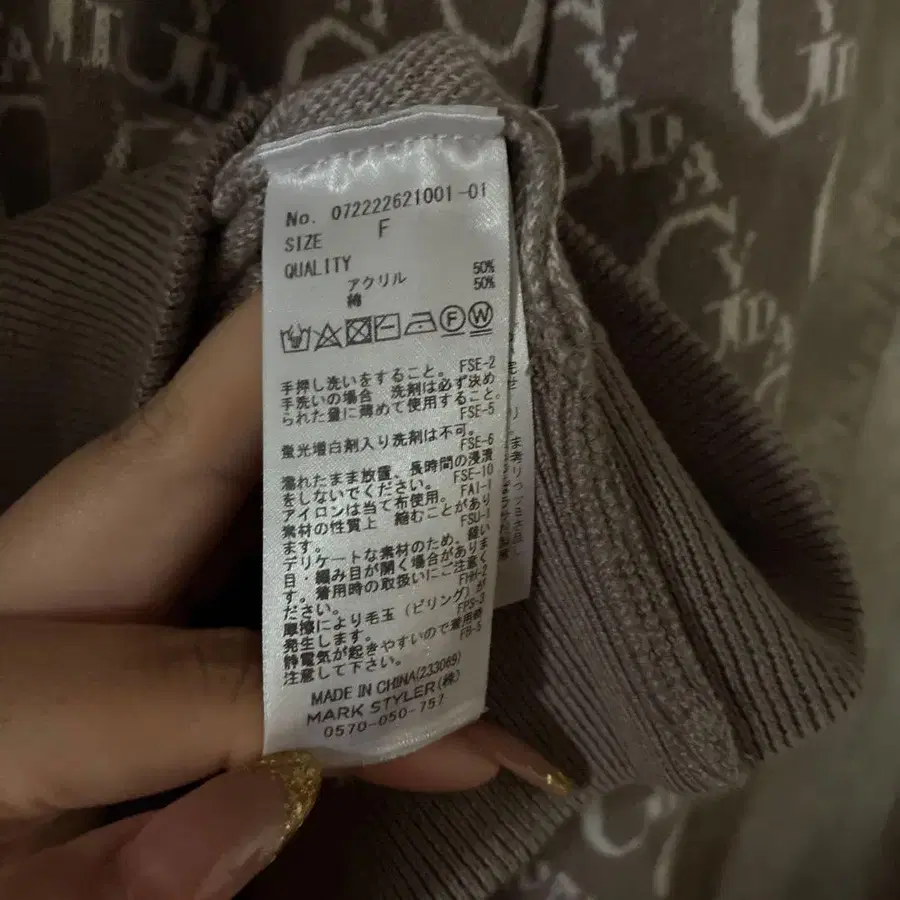 No. 072222621001-01
SIZE F
QUALITY
アクリル 50%
綿 50%
F W
手押し洗いをすること。 FSE-2
手洗いの場合 洗剤は必ず決め
られた量に薄めて使用すること。
FSE-5
蛍光増白剤入り洗剤は不可。
FSE-6
濡れたまま放置、長時間の浸漬
をしないでください。 FSE-10
アイロンは当て布使用。 FAI-1
素材の性質上 縮むことがあり
ます。 FSU-1
デリケートな素材のため、縫い
目・編み目が開く場合がありま
す。着用時の取扱いにご注意く
ださい。 FHH-2
摩擦により毛玉(ピリング)が
発生します。 FPS-3
静電気が起きやすいので着用時
注意して下さい。 FB-5
MADE IN CHINA(233069)
MARK STYLER(株)
0570-050-757